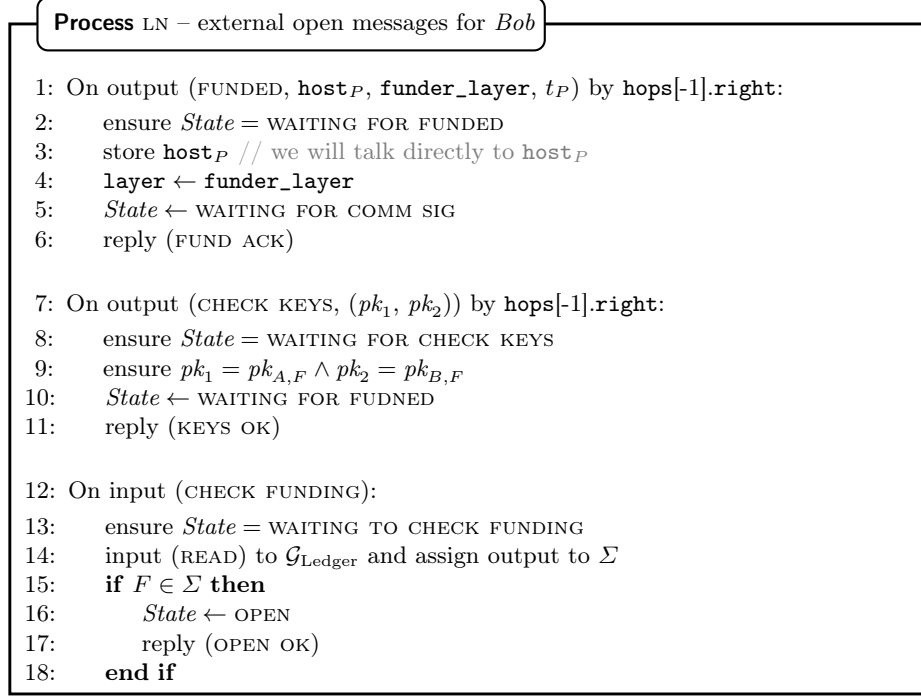 Process LN – external open messages for Bob
1: On output (FUNDED, host_P, funder_layer, t_P) by hops[-1].right:
2: ensure State = WAITING FOR FUNDED
3: store host_P // we will talk directly to host_P
4: layer ← funder_layer
5: State ← WAITING FOR COMM SIG
6: reply (FUND ACK)
7: On output (CHECK KEYS, (pk_1, pk_2)) by hops[-1].right:
8: ensure State = WAITING FOR CHECK KEYS
9: ensure pk_1 = pk_{A,F} ∧ pk_2 = pk_{B,F}
10: State ← WAITING FOR FUDNED
11: reply (KEYS OK)
12: On input (CHECK FUNDING):
13: ensure State = WAITING TO CHECK FUNDING
14: input (READ) to 𝒢_Ledger and assign output to Σ
15: if F ∈ Σ then
16: State ← OPEN
17: reply (OPEN OK)
18: end if